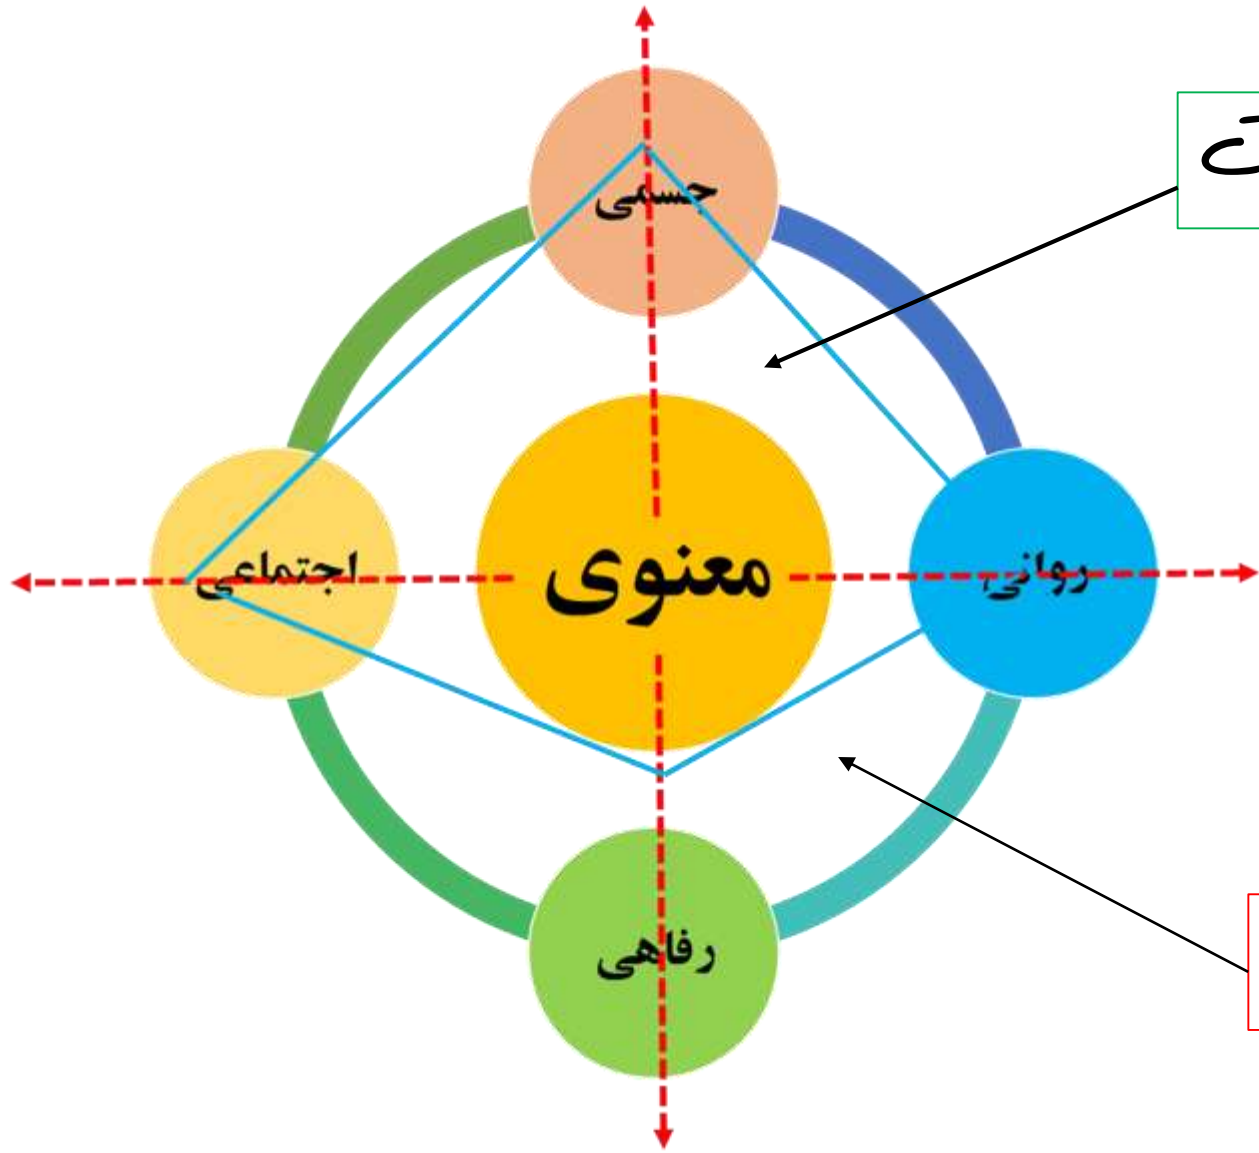 جسمی
روانی
معنوی
اجتماعی
رفاهی